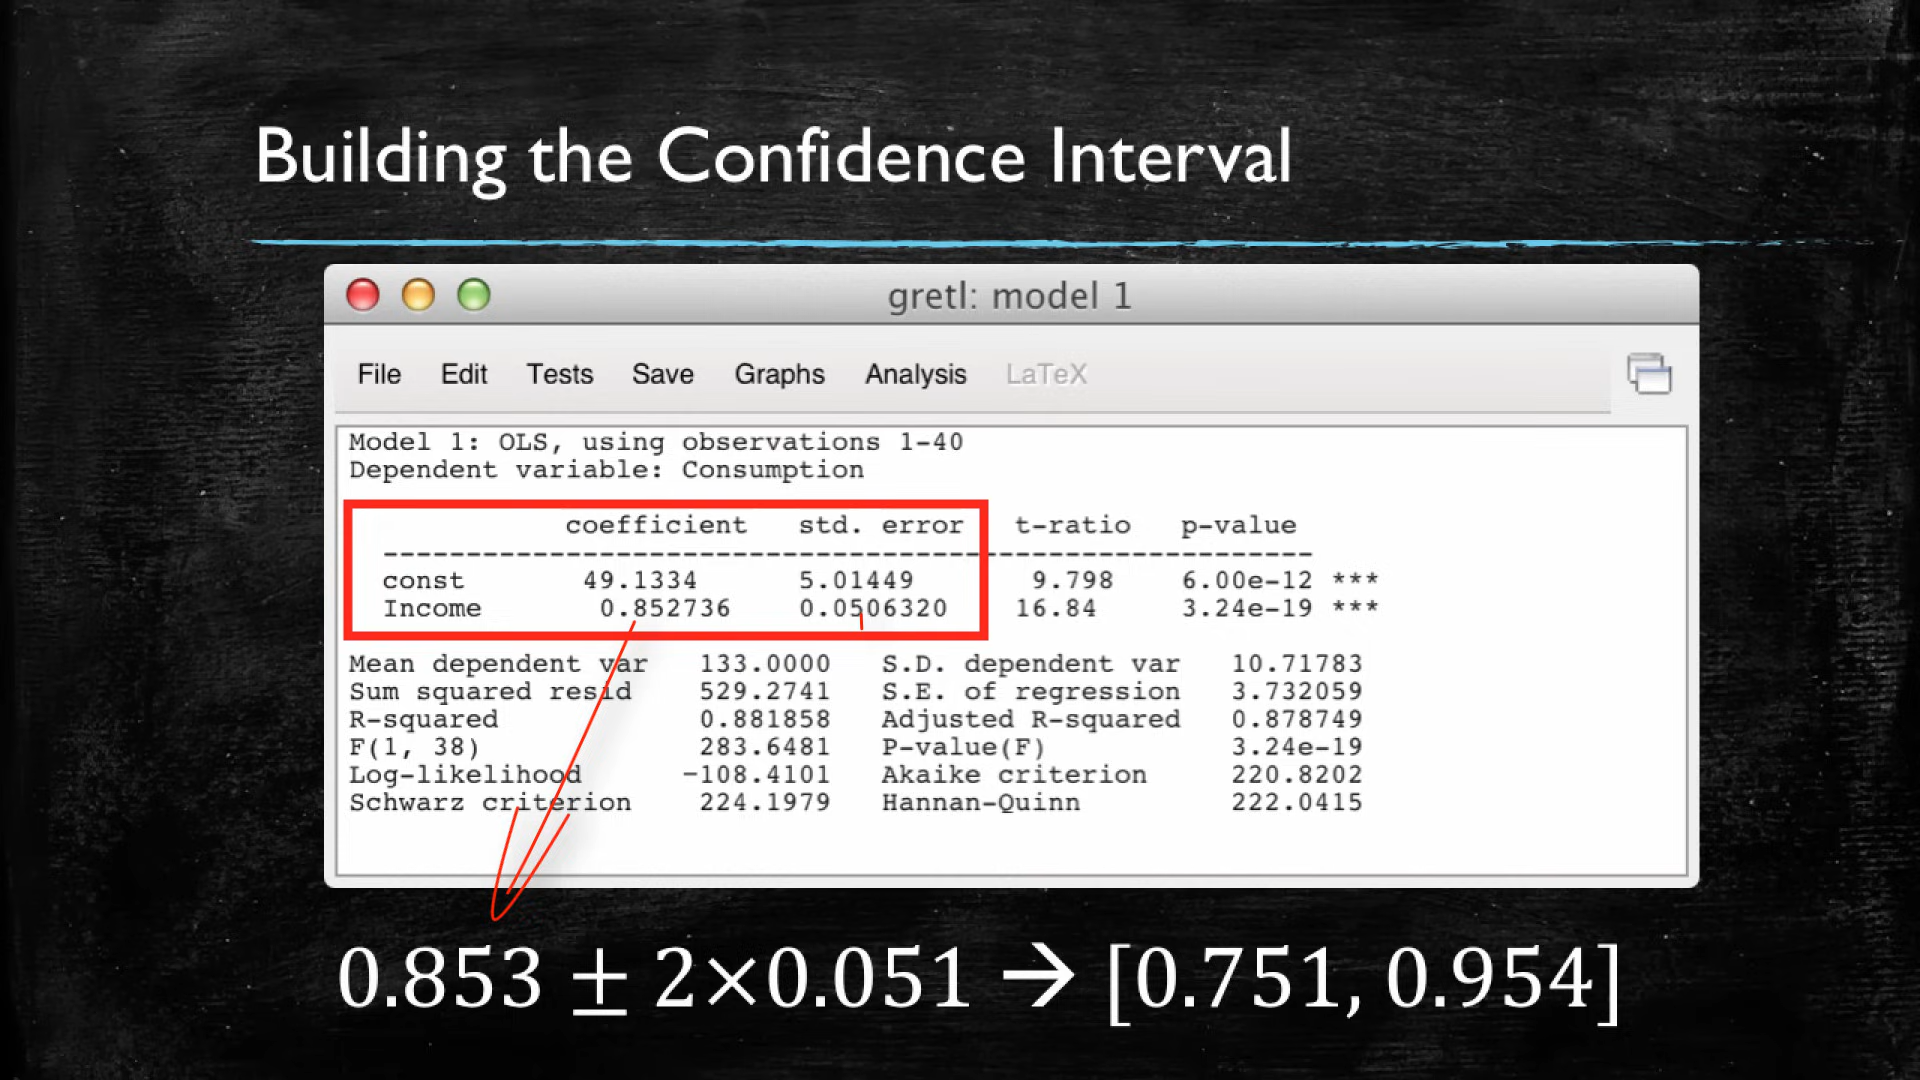 Building the Confidence Interval
gretl: model 1
File Edit Tests Save Graphs Analysis LaTeX
Model 1: OLS, using observations 1-40
Dependent variable: Consumption
coefficient std. error t-ratio p-value
---------------------------------------------------------
const 49.1334 5.01449 9.798 6.00e-12 ***
Income 0.852736 0.0506320 16.84 3.24e-19 ***
Mean dependent var 133.0000 S.D. dependent var 10.71783
Sum squared resid 529.2741 S.E. of regression 3.732059
R-squared 0.881858 Adjusted R-squared 0.878749
F(1, 38) 283.6481 P-value(F) 3.24e-19
Log-likelihood -108.4101 Akaike criterion 220.8202
Schwarz criterion 224.1979 Hannan-Quinn 222.0415
0.853 ± 2×0.051 → [0.751, 0.954]